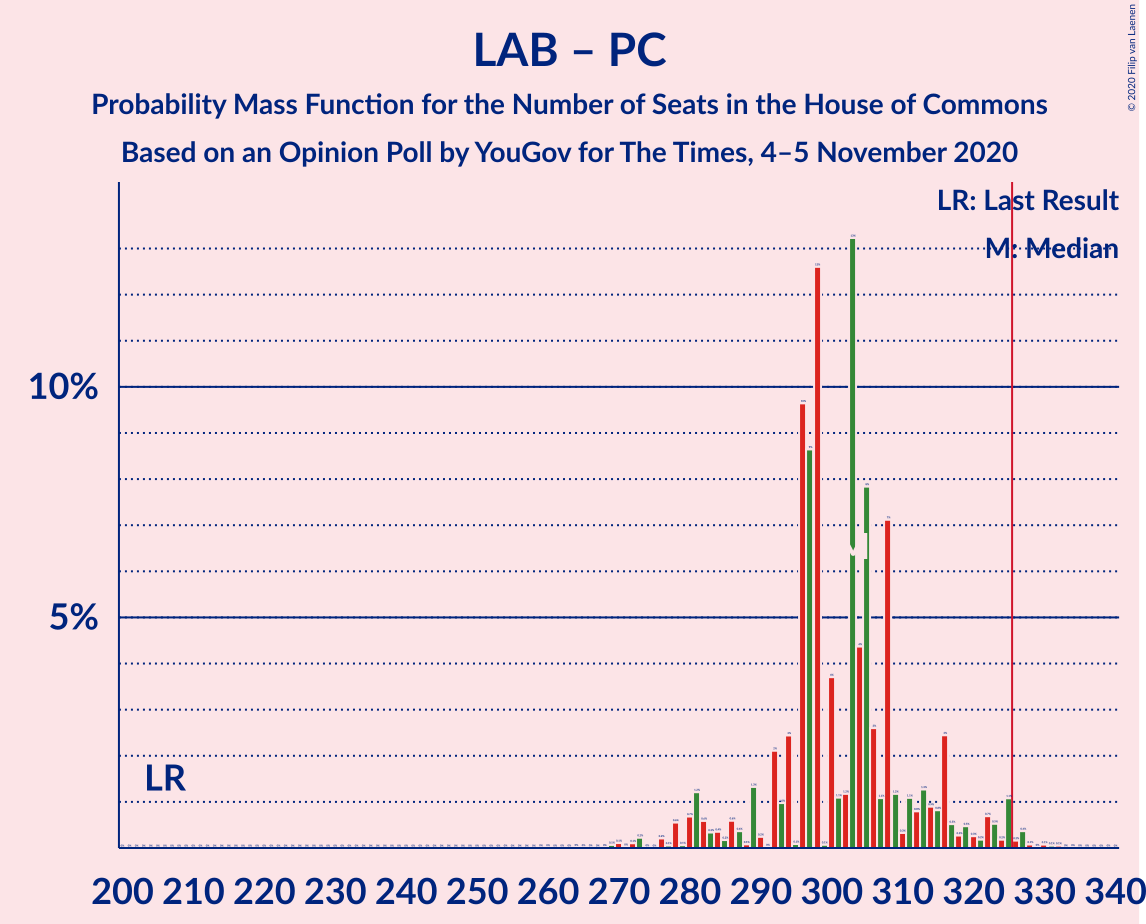 LAB – PC
Probability Mass Function for the Number of Seats in the House of Commons
Based on an Opinion Poll by YouGov for The Times, 4–5 November 2020
© 2020 Filip van Laenen
LR: Last Result
M: Median
10%
5%
LR
200 210 220 230 240 250 260 270 280 290 300 310 320 330 340